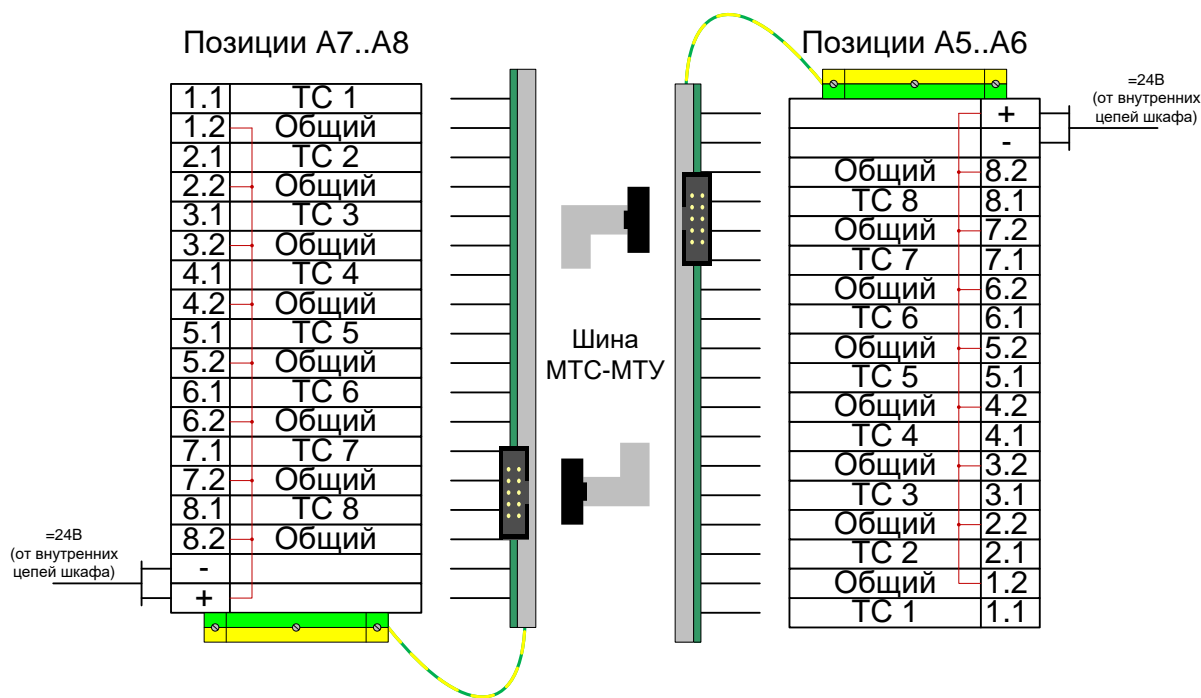 Позиции А7..А8
1.1 ТС 1
1.2 Общий
2.1 ТС 2
2.2 Общий
3.1 ТС 3
3.2 Общий
4.1 ТС 4
4.2 Общий
5.1 ТС 5
5.2 Общий
6.1 ТС 6
6.2 Общий
7.1 ТС 7
7.2 Общий
8.1 ТС 8
8.2 Общий
-
+
=24В
(от внутренних
цепей шкафа)
Шина
МТС-МТУ
Позиции А5..А6
=24В
(от внутренних
цепей шкафа)
+
-
Общий 8.2
ТС 8 8.1
Общий 7.2
ТС 7 7.1
Общий 6.2
ТС 6 6.1
Общий 5.2
ТС 5 5.1
Общий 4.2
ТС 4 4.1
Общий 3.2
ТС 3 3.1
Общий 2.2
ТС 2 2.1
Общий 1.2
ТС 1 1.1